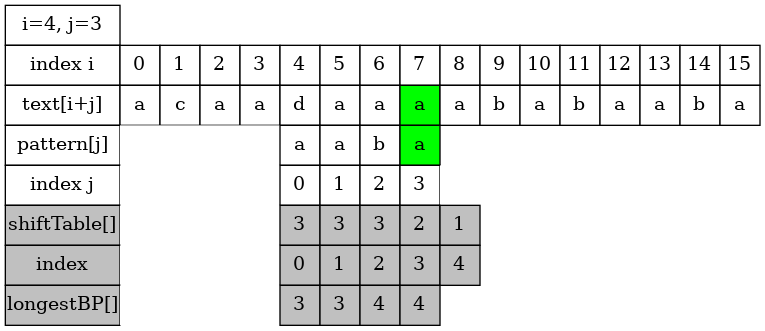 i=4, j=3
index i 0 1 2 3 4 5 6 7 8 9 10 11 12 13 14 15
text[i+j] a c a a d a a a a b a b a a b a
pattern[j] a a b a
index j 0 1 2 3
shiftTable[] 3 3 3 2 1
index 0 1 2 3 4
longestBP[] 3 3 4 4